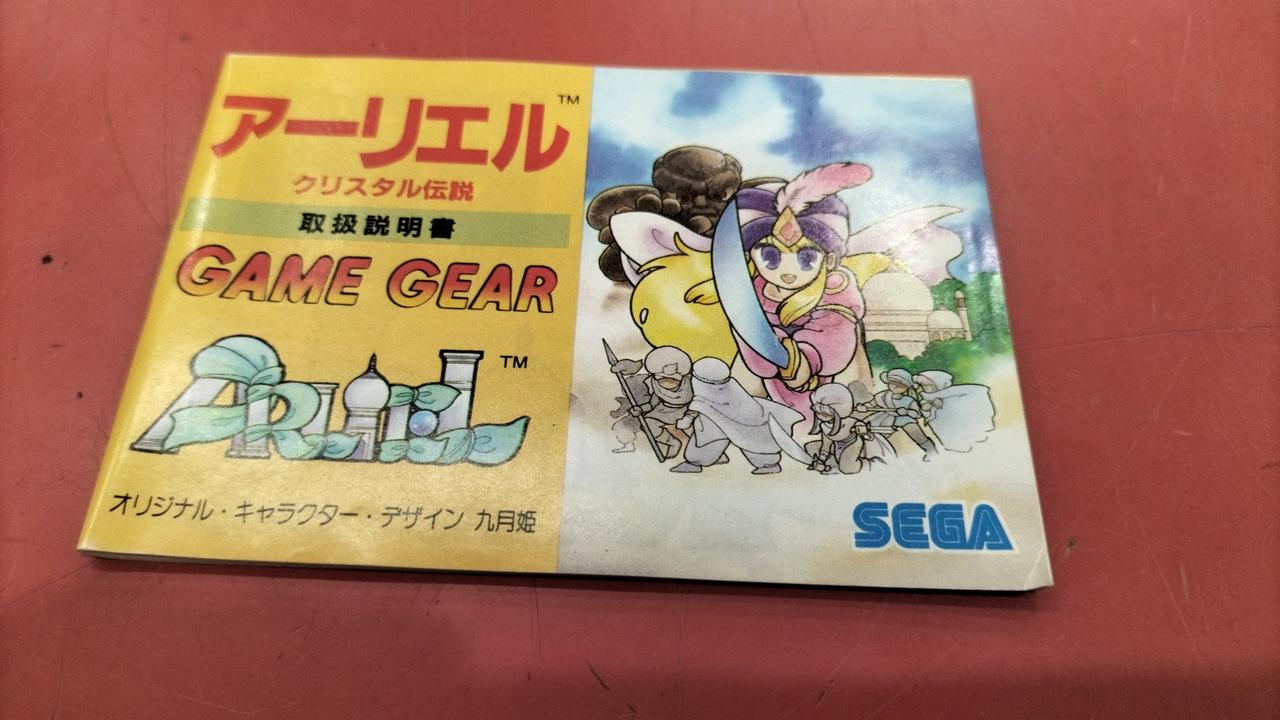 アーリエル™
クリスタル伝説
取扱説明書
GAME GEAR
ARLIEL™
オリジナル・キャラクター・デザイン 九月姫
SEGA